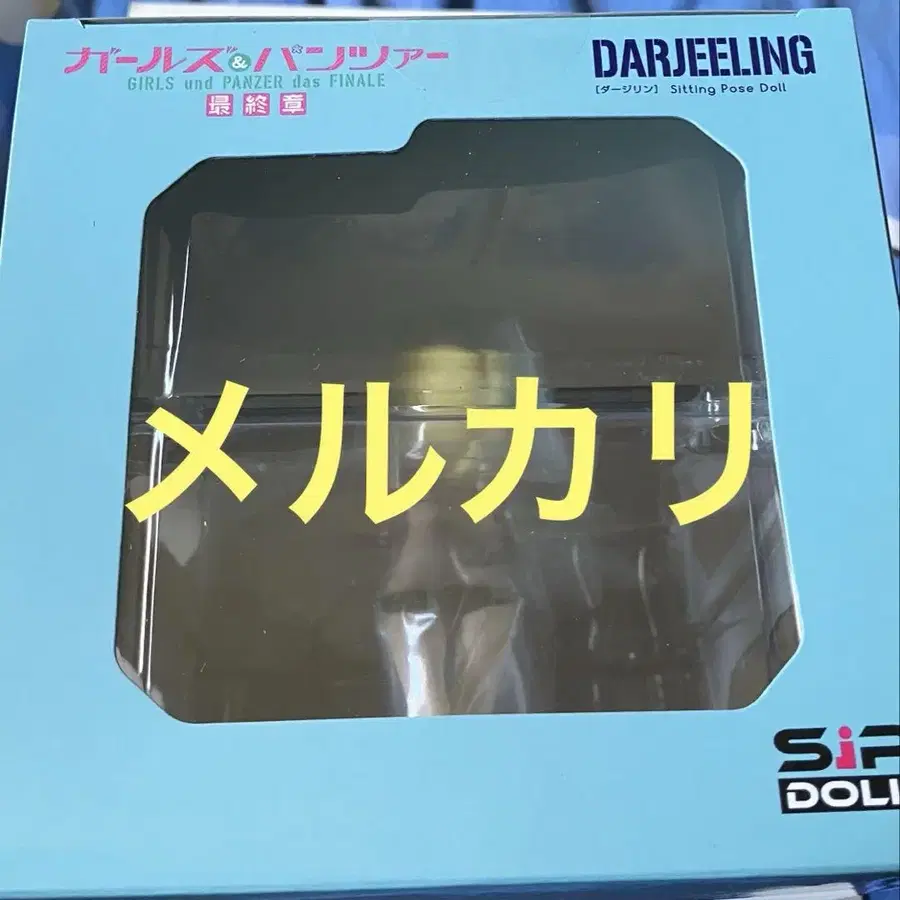 ガールズ&パンツァー
GIRLS und PANZER das FINALE
最終章
DARJEELING
[ダージリン] Sitting Pose Doll
メルカリ
SiP
DOLL